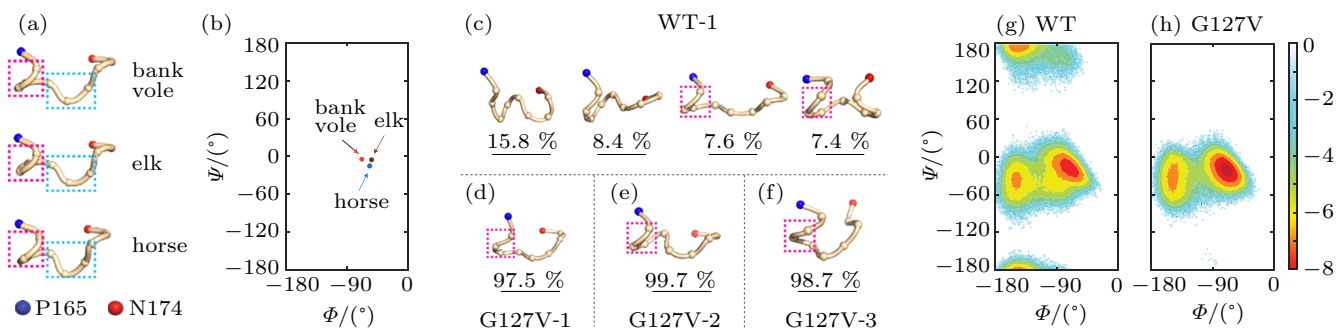 (a)
bank
vole
elk
horse
P165 N174
(b)
Ψ/(°)
180
120
60
0
−60
−120
−180
bank
vole
elk
horse
−180 −90 0
Φ/(°)
(c) WT-1
15.8 % 8.4 % 7.6 % 7.4 %
(d) (e) (f)
97.5 % 99.7 % 98.7 %
G127V-1 G127V-2 G127V-3
(g) WT (h) G127V
Ψ/(°)
180
120
60
0
−60
−120
−180
−180 −90 0 −180 −90 0
Φ/(°) Φ/(°)
0
−2
−4
−6
−8